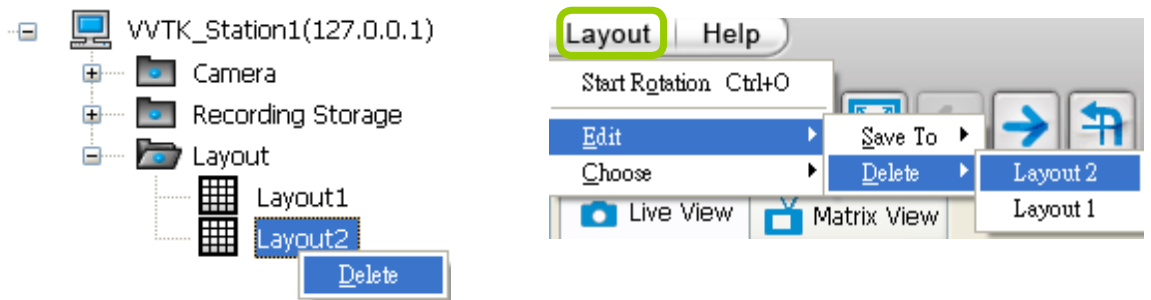 VVTK_Station1(127.0.0.1)
Camera
Recording Storage
Layout
Layout1
Layout2
Delete
Layout Help
Start Rotation Ctrl+O
Edit
Choose
Save To
Delete
Layout 2
Layout 1
Live View
Matrix View